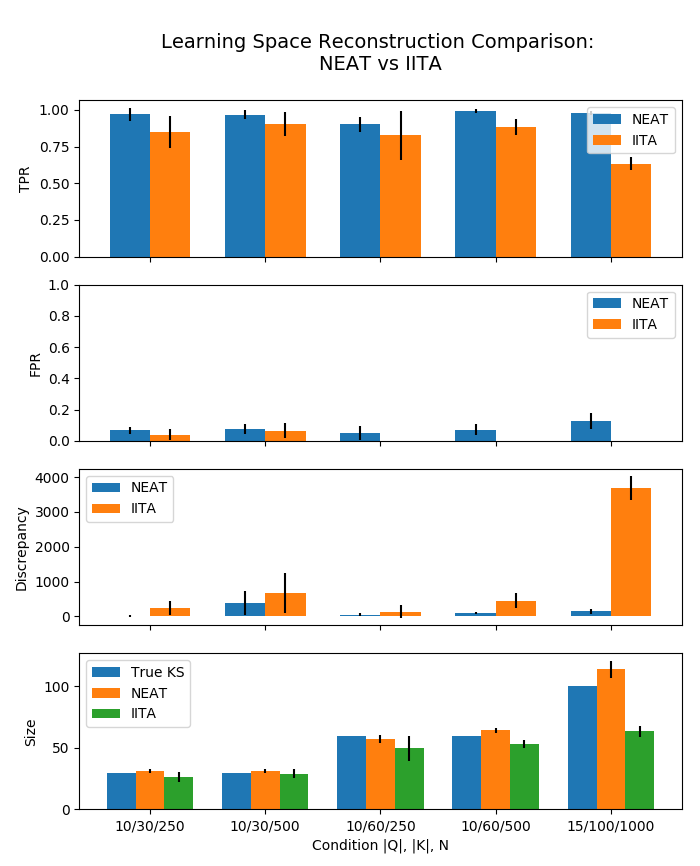 Learning Space Reconstruction Comparison:
NEAT vs IITA
1.00
0.75
0.50
0.25
0.00
TPR
NEAT
IITA
1.0
0.8
0.6
0.4
0.2
0.0
FPR
NEAT
IITA
4000
3000
2000
1000
0
Discrepancy
NEAT
IITA
100
50
0
Size
True KS
NEAT
IITA
10/30/250 10/30/500 10/60/250 10/60/500 15/100/1000
Condition |Q|, |K|, N